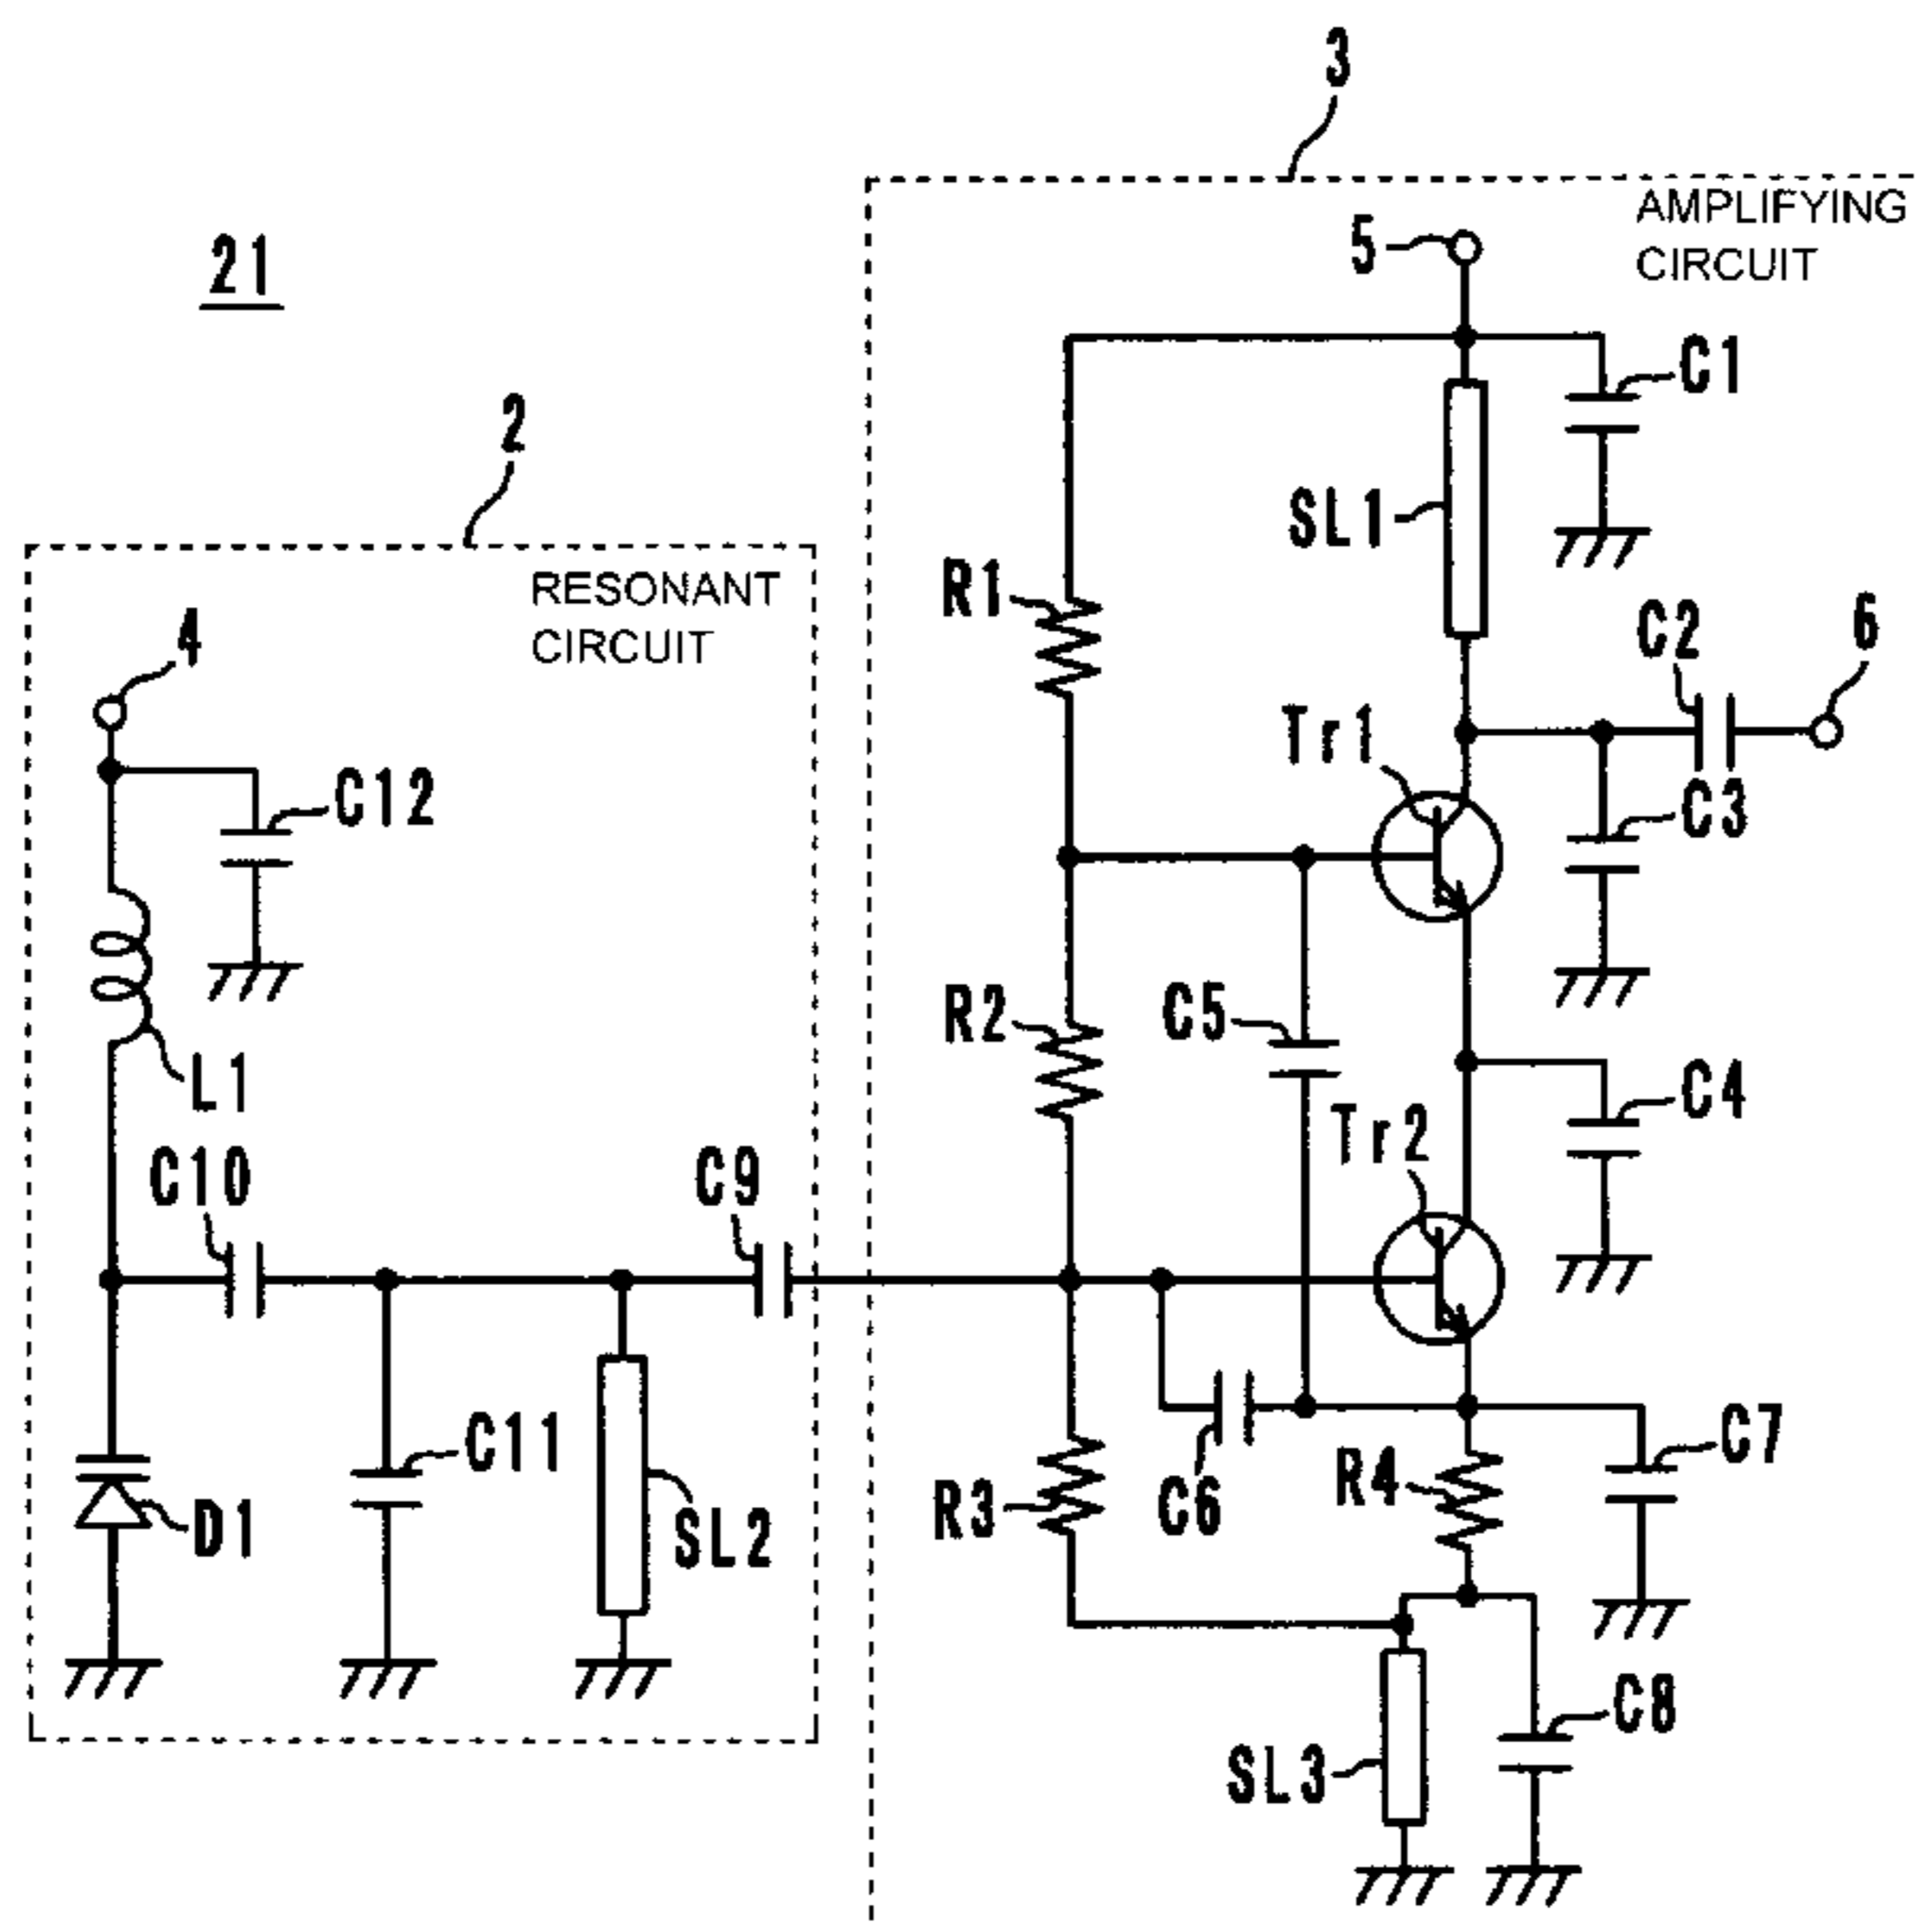 3
AMPLIFYING
CIRCUIT
5
21
C1
2
SL1
RESONANT
CIRCUIT
R1
4
C2
6
Tr1
C12
C3
R2
C5
L1
C4
Tr2
C10
C9
C11
D1
SL2
R3
C6
R4
C7
SL3
C8